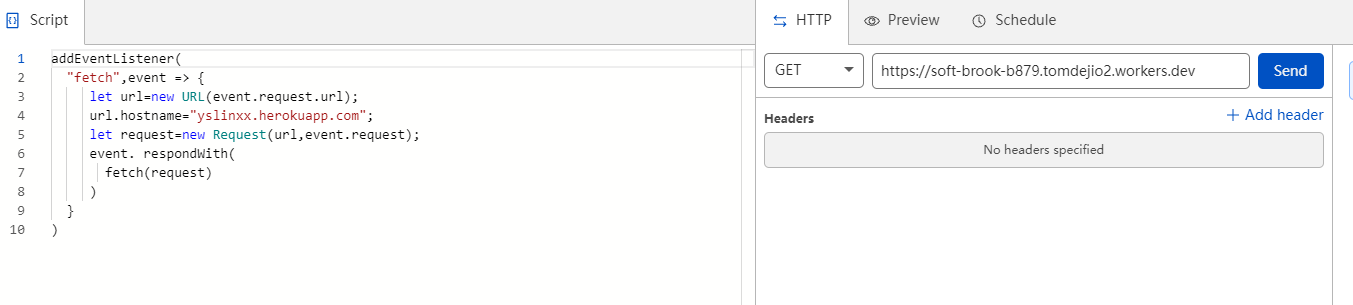 Script
1 addEventListener(
2 "fetch",event => {
3 let url=new URL(event.request.url);
4 url.hostname="yslinxx.herokuapp.com";
5 let request=new Request(url,event.request);
6 event. respondWith(
7 fetch(request)
8 )
9 }
10 )
HTTP Preview Schedule
GET https://soft-brook-b879.tomdejio2.workers.dev Send
Headers + Add header
No headers specified